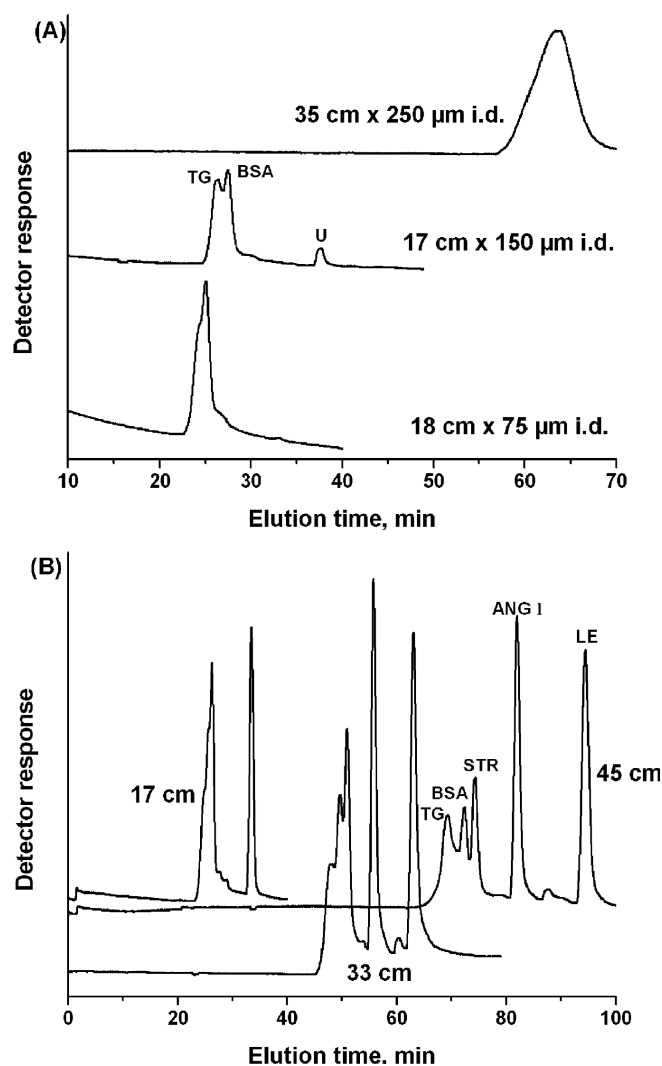 (A)
35 cm x 250 µm i.d.
TG BSA
U
17 cm x 150 µm i.d.
18 cm x 75 µm i.d.
Detector response
10 20 30 40 50 60 70
Elution time, min
(B)
ANG I
LE
STR
45 cm
17 cm
BSA
TG
33 cm
Detector response
0 20 40 60 80 100
Elution time. min